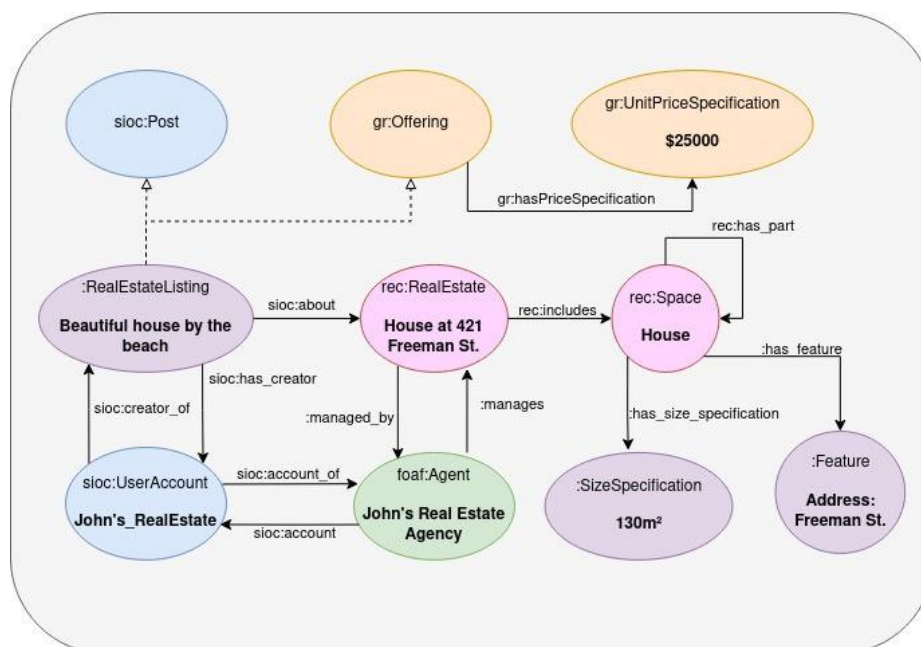 sioc:Post
gr:Offering
gr:UnitPriceSpecification
$25000
gr:hasPriceSpecification
rec:has_part
:RealEstateListing
Beautiful house by the
beach
sioc:about
rec:RealEstate
House at 421
Freeman St.
rec:includes
rec:Space
House
:has_feature
sioc:has_creator
sioc:creator_of
:managed_by
:manages
:has_size_specification
sioc:UserAccount
John's_RealEstate
sioc:account_of
sioc:account
foaf:Agent
John's Real Estate
Agency
:SizeSpecification
130m²
:Feature
Address:
Freeman St.